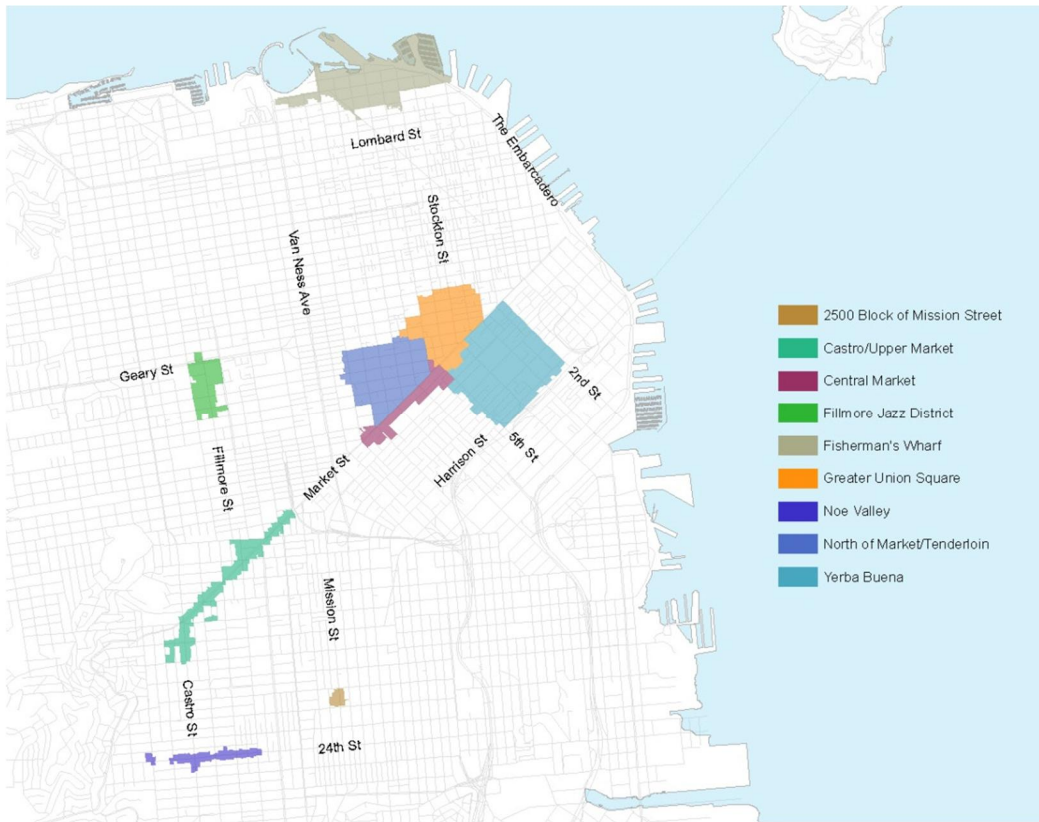 Lombard St
The Embarcadero
Stockton St
Van Ness Ave
Geary St
2nd St
5th St
Harrison St
Market St
Fillmore St
Mission St
Castro St
24th St
2500 Block of Mission Street
Castro/Upper Market
Central Market
Fillmore Jazz District
Fisherman's Wharf
Greater Union Square
Noe Valley
North of Market/Tenderloin
Yerba Buena